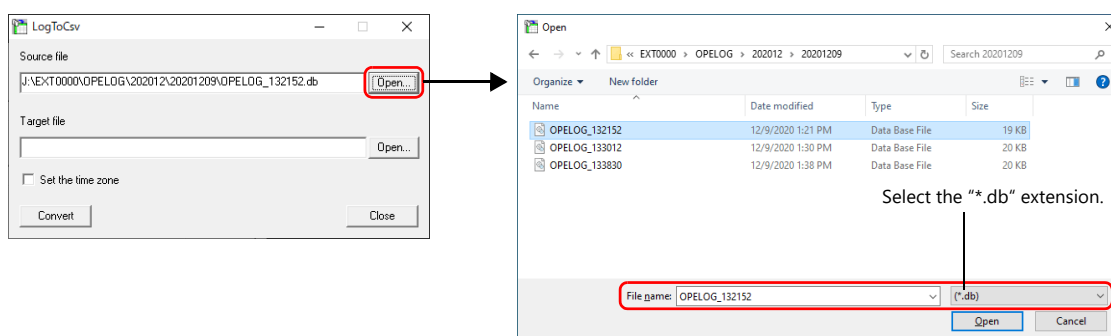 LogToCsv
Source file
J:\EXT0000\OPELOG\202012\20201209\OPELOG_132152.db
Open...
Target file
Open...
Set the time zone
Convert
Close
Open
« EXT0000 > OPELOG > 202012 > 20201209
Search 20201209
Organize
New folder
Name Date modified Type Size
OPELOG_132152 12/9/2020 1:21 PM Data Base File 19 KB
OPELOG_133012 12/9/2020 1:30 PM Data Base File 20 KB
OPELOG_133830 12/9/2020 1:38 PM Data Base File 20 KB
Select the “*.db“ extension.
File name: OPELOG_132152 (*.db)
Open Cancel